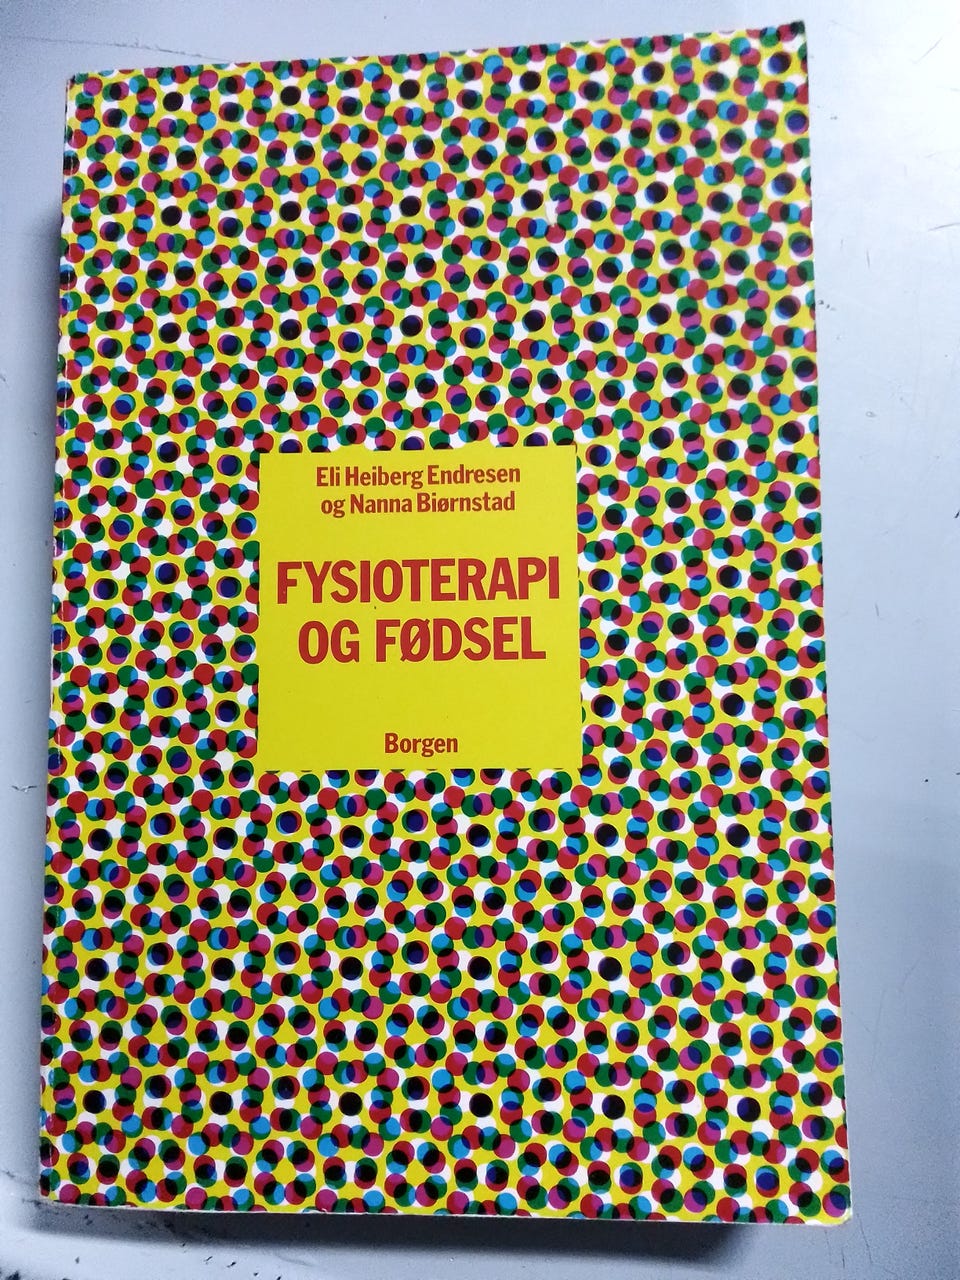 Eli Heiberg Endresen
og Nanna Biørnstad
FYSIOTERAPI
OG FØDSEL
Borgen